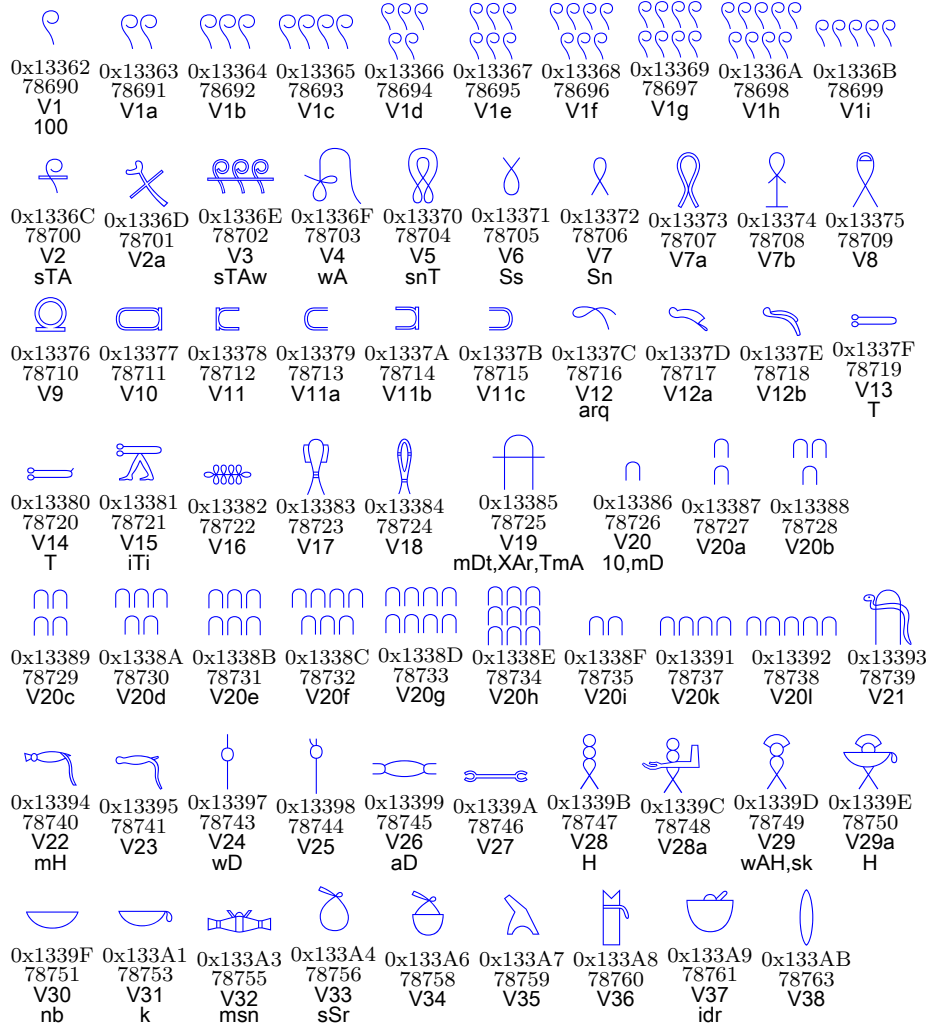 0x13362 0x13363 0x13364 0x13365 0x13366 0x13367 0x13368 0x13369 0x1336A 0x1336B
78690 78691 78692 78693 78694 78695 78696 78697 78698 78699
V1 V1a V1b V1c V1d V1e V1f V1g V1h V1i
100
0x1336C 0x1336D 0x1336E 0x1336F 0x13370 0x13371 0x13372 0x13373 0x13374 0x13375
78700 78701 78702 78703 78704 78705 78706 78707 78708 78709
V2 V2a V3 V4 V5 V6 V7 V7a V7b V8
sTA sTAw wA snT Ss Sn
0x13376 0x13377 0x13378 0x13379 0x1337A 0x1337B 0x1337C 0x1337D 0x1337E 0x1337F
78710 78711 78712 78713 78714 78715 78716 78717 78718 78719
V9 V10 V11 V11a V11b V11c V12 V12a V12b V13
arq T
0x13380 0x13381 0x13382 0x13383 0x13384 0x13385 0x13386 0x13387 0x13388
78720 78721 78722 78723 78724 78725 78726 78727 78728
V14 V15 V16 V17 V18 V19 V20 V20a V20b
T iTi mDt,XAr,TmA 10,mD
0x13389 0x1338A 0x1338B 0x1338C 0x1338D 0x1338E 0x1338F 0x13391 0x13392 0x13393
78729 78730 78731 78732 78733 78734 78735 78737 78738 78739
V20c V20d V20e V20f V20g V20h V20i V20k V20l V21
0x13394 0x13395 0x13397 0x13398 0x13399 0x1339A 0x1339B 0x1339C 0x1339D 0x1339E
78740 78741 78743 78744 78745 78746 78747 78748 78749 78750
V22 V23 V24 V25 V26 V27 V28 V28a V29 V29a
mH wD aD H wAH,sk H
0x1339F 0x133A1 0x133A3 0x133A4 0x133A6 0x133A7 0x133A8 0x133A9 0x133AB
78751 78753 78755 78756 78758 78759 78760 78761 78763
V30 V31 V32 V33 V34 V35 V36 V37 V38
nb k msn sSr idr